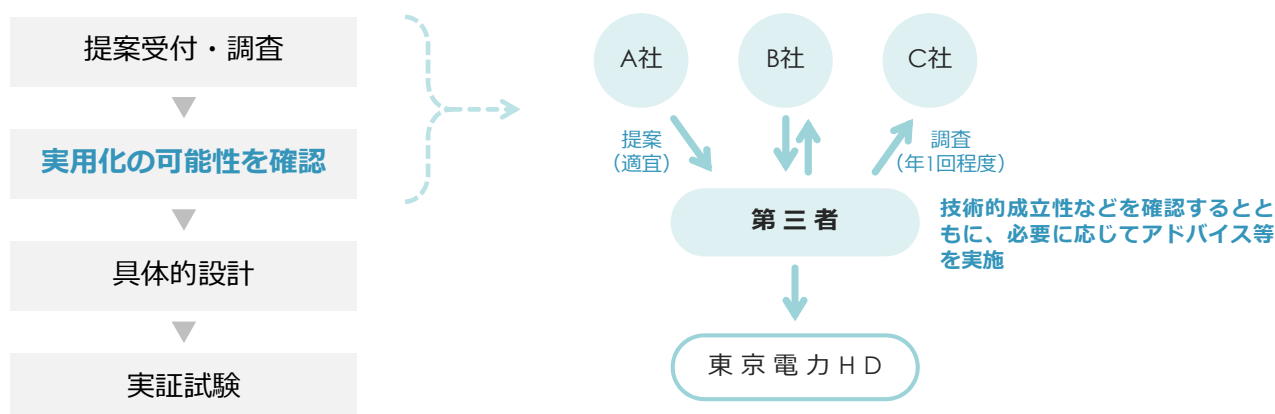 提案受付・調査
実用化の可能性を確認
具体的設計
実証試験
A社
B社
C社
提案
（適宜）
調査
（年1回程度）
第三者
技術的成立性などを確認するとと
もに、必要に応じてアドバイス等
を実施
東京電力HD